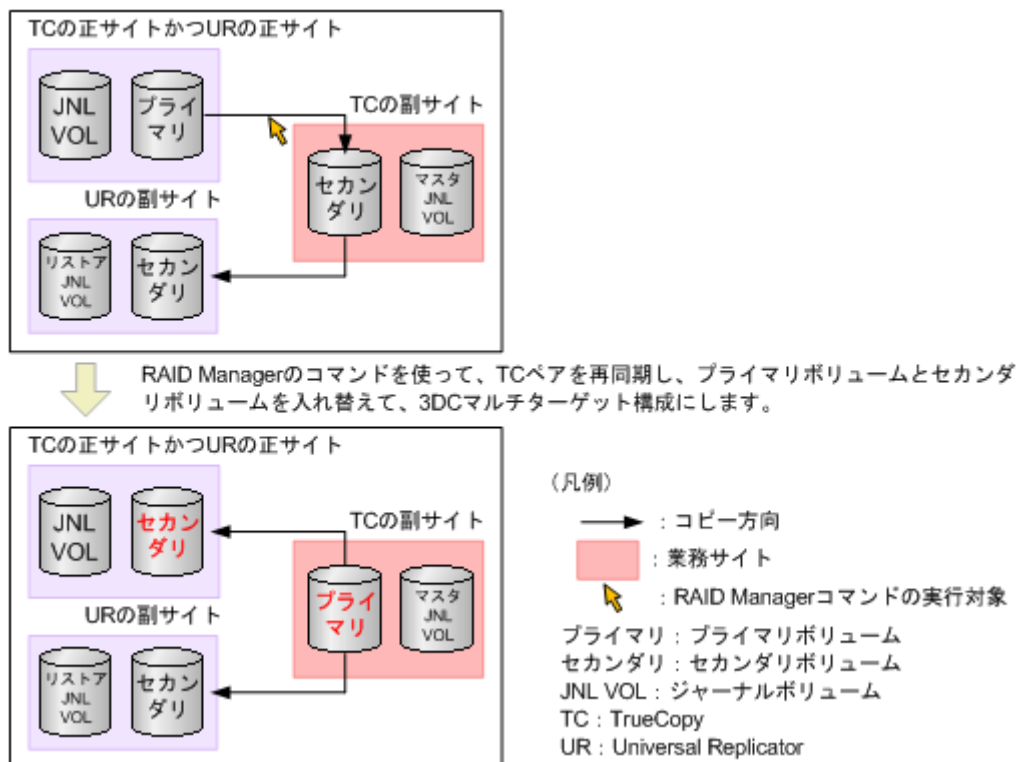 TCの正サイトかつURの正サイト
JNL
VOL
プライ
マリ
TCの副サイト
セカン
ダリ
マスタ
JNL
VOL
URの副サイト
リストア
JNL
VOL
セカン
ダリ
RAID Managerのコマンドを使って、TCペアを再同期し、プライマリボリュームとセカンダ
リボリュームを入れ替えて、3DCマルチターゲット構成にします。
TCの正サイトかつURの正サイト
JNL
VOL
セカン
ダリ
TCの副サイト
プライ
マリ
マスタ
JNL
VOL
URの副サイト
リストア
JNL
VOL
セカン
ダリ
（凡例）
：コピー方向
：業務サイト
：RAID Managerコマンドの実行対象
プライマリ：プライマリボリューム
セカンダリ：セカンダリボリューム
JNL VOL：ジャーナルボリューム
TC：TrueCopy
UR：Universal Replicator